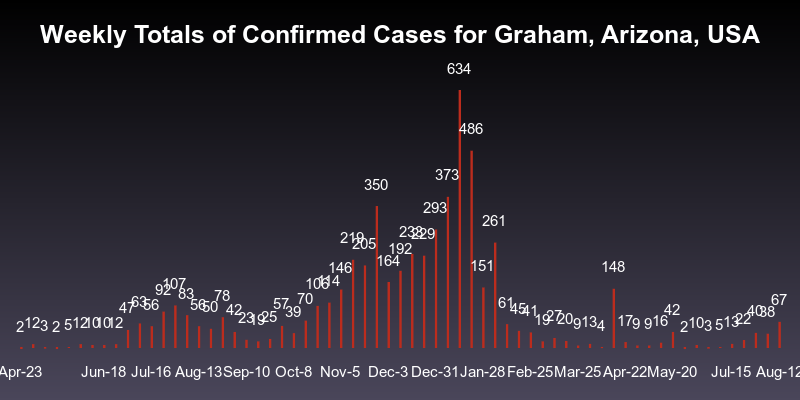 Weekly Totals of Confirmed Cases for Graham, Arizona, USA
2 12 3 2 5 12 10 10 12 47 63 56 92 107 83 56 50 78 42 23 19 25 57 39 70 106 114 146 219 205 350 164 192 229 293 373 634 486 151 261 61 45 41 19 27 20 9 13 4 148 17 9 9 16 42 2 10 3 5 13 22 40 38 67
Apr-23 Jun-18 Jul-16 Aug-13 Sep-10 Oct-8 Nov-5 Dec-3 Dec-31 Jan-28 Feb-25 Mar-25 Apr-22 May-20 Jul-15 Aug-12